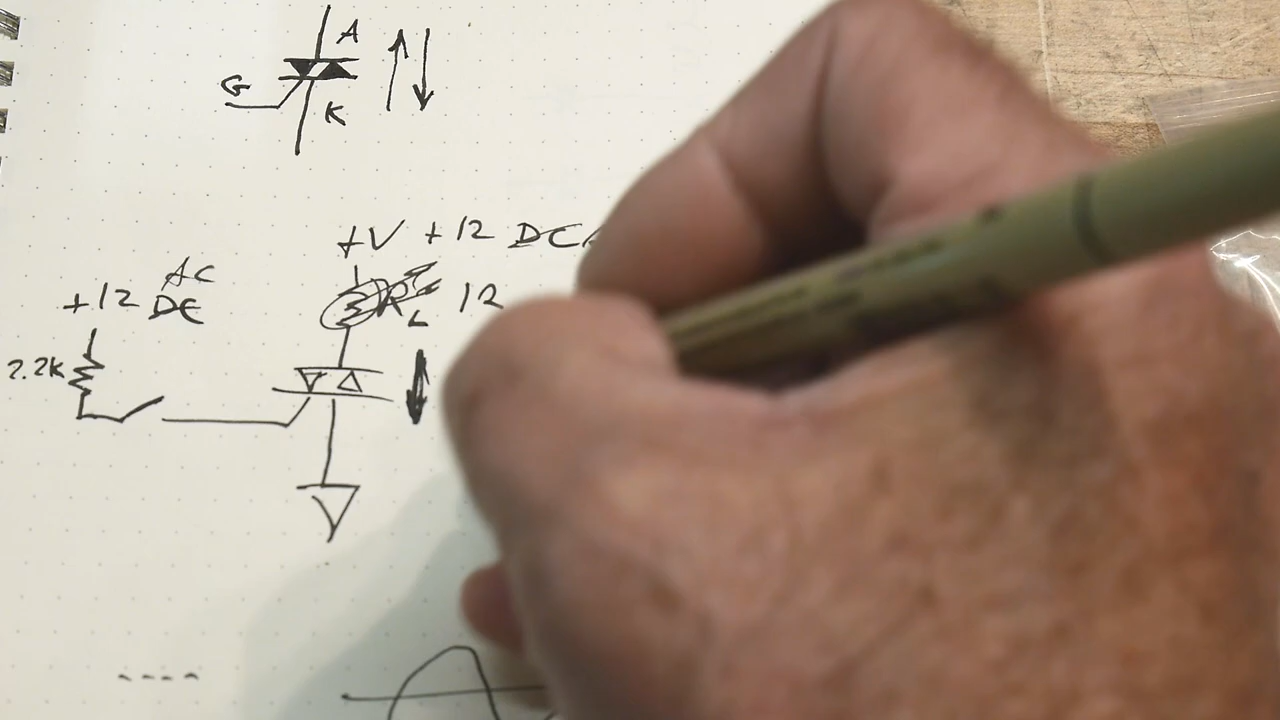 A
G
K
+V +12 DC
AC
+12 DC
RL 12
2.2K